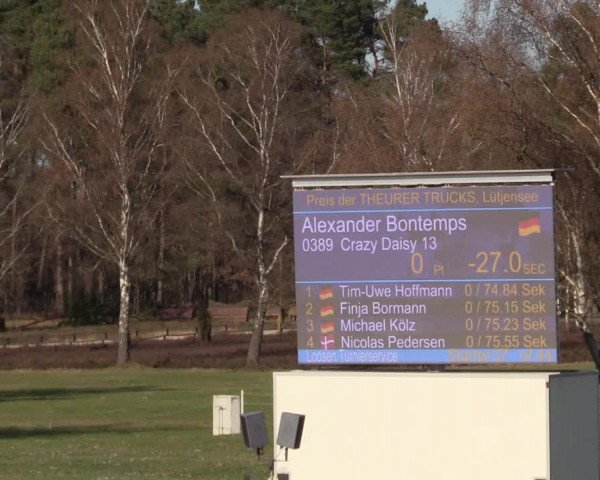 Preis der THEURER TRUCKS, Lütjensee
Alexander Bontemps
0389 Crazy Daisy 13
0 Pt -27.0 SEC
1 Tim-Uwe Hoffmann 0 / 74.84 Sek
2 Finja Bormann 0 / 75.15 Sek
3 Michael Kölz 0 / 75.23 Sek
4 Nicolas Pedersen 0 / 75.55 Sek
Loosen Turnierservice